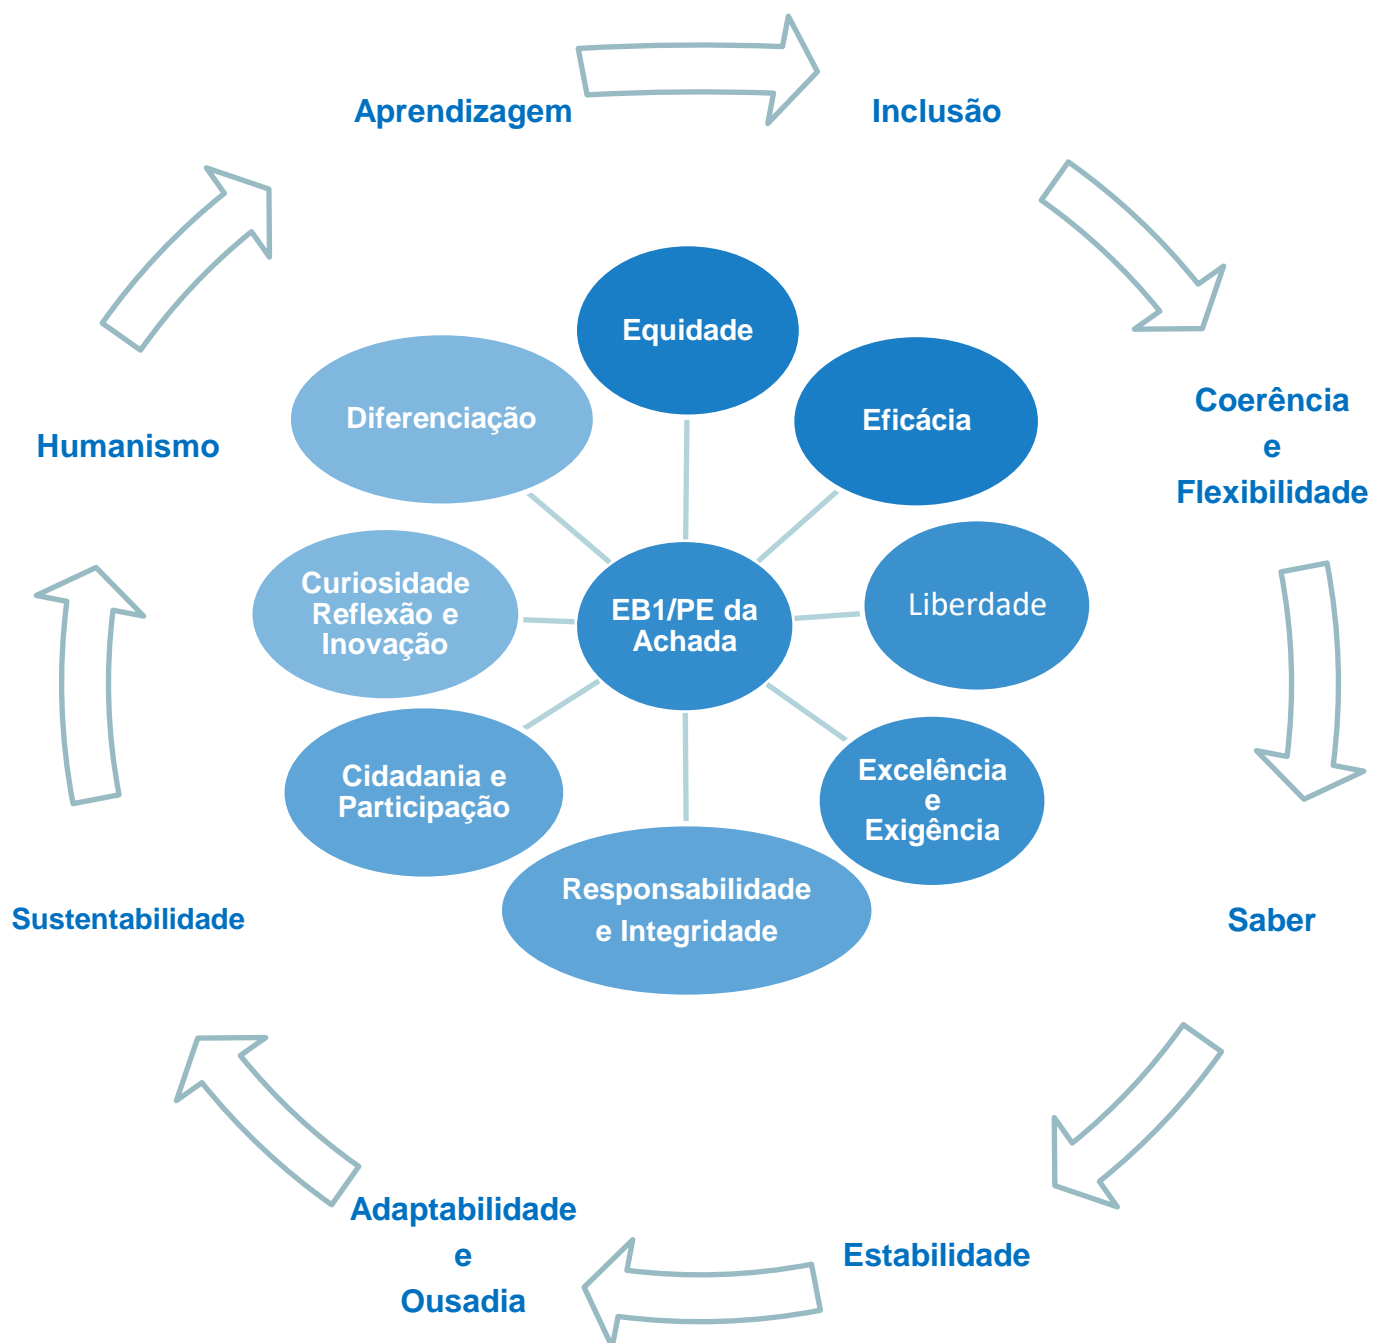 Aprendizagem
Inclusão
Coerência
e
Flexibilidade
Saber
Estabilidade
Adaptabilidade
e
Ousadia
Sustentabilidade
Humanismo
Equidade
Eficácia
Liberdade
Excelência
e
Exigência
Responsabilidade
e Integridade
Cidadania e
Participação
Curiosidade
Reflexão e
Inovação
Diferenciação
EB1/PE da
Achada